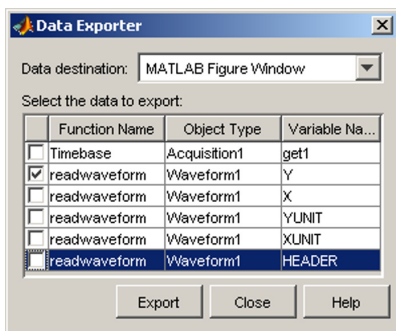 Data Exporter
Data destination: MATLAB Figure Window
Select the data to export:
Function Name Object Type Variable Na...
Timebase Acquisition1 get1
readwaveform Waveform1 Y
readwaveform Waveform1 X
readwaveform Waveform1 YUNIT
readwaveform Waveform1 XUNIT
readwaveform Waveform1 HEADER
Export Close Help